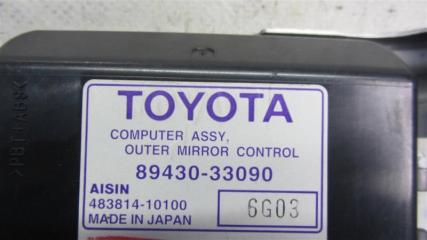 TOYOTA
COMPUTER ASSY,
OUTER MIRROR CONTROL
89430-33090
AISIN
483814-10100
6G03
MADE IN JAPAN